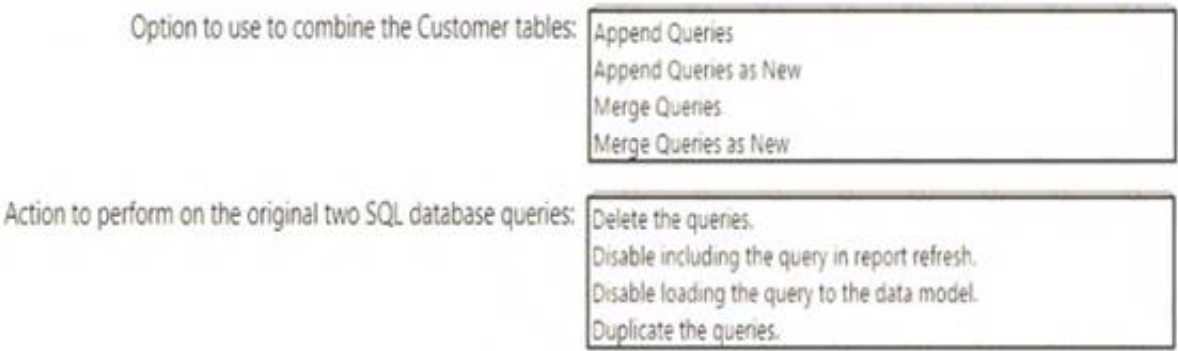 Option to use to combine the Customer tables:
Append Queries
Append Queries as New
Merge Queries
Merge Queries as New
Action to perform on the original two SQL database queries:
Delete the queries.
Disable including the query in report refresh.
Disable loading the query to the data model.
Duplicate the queries.